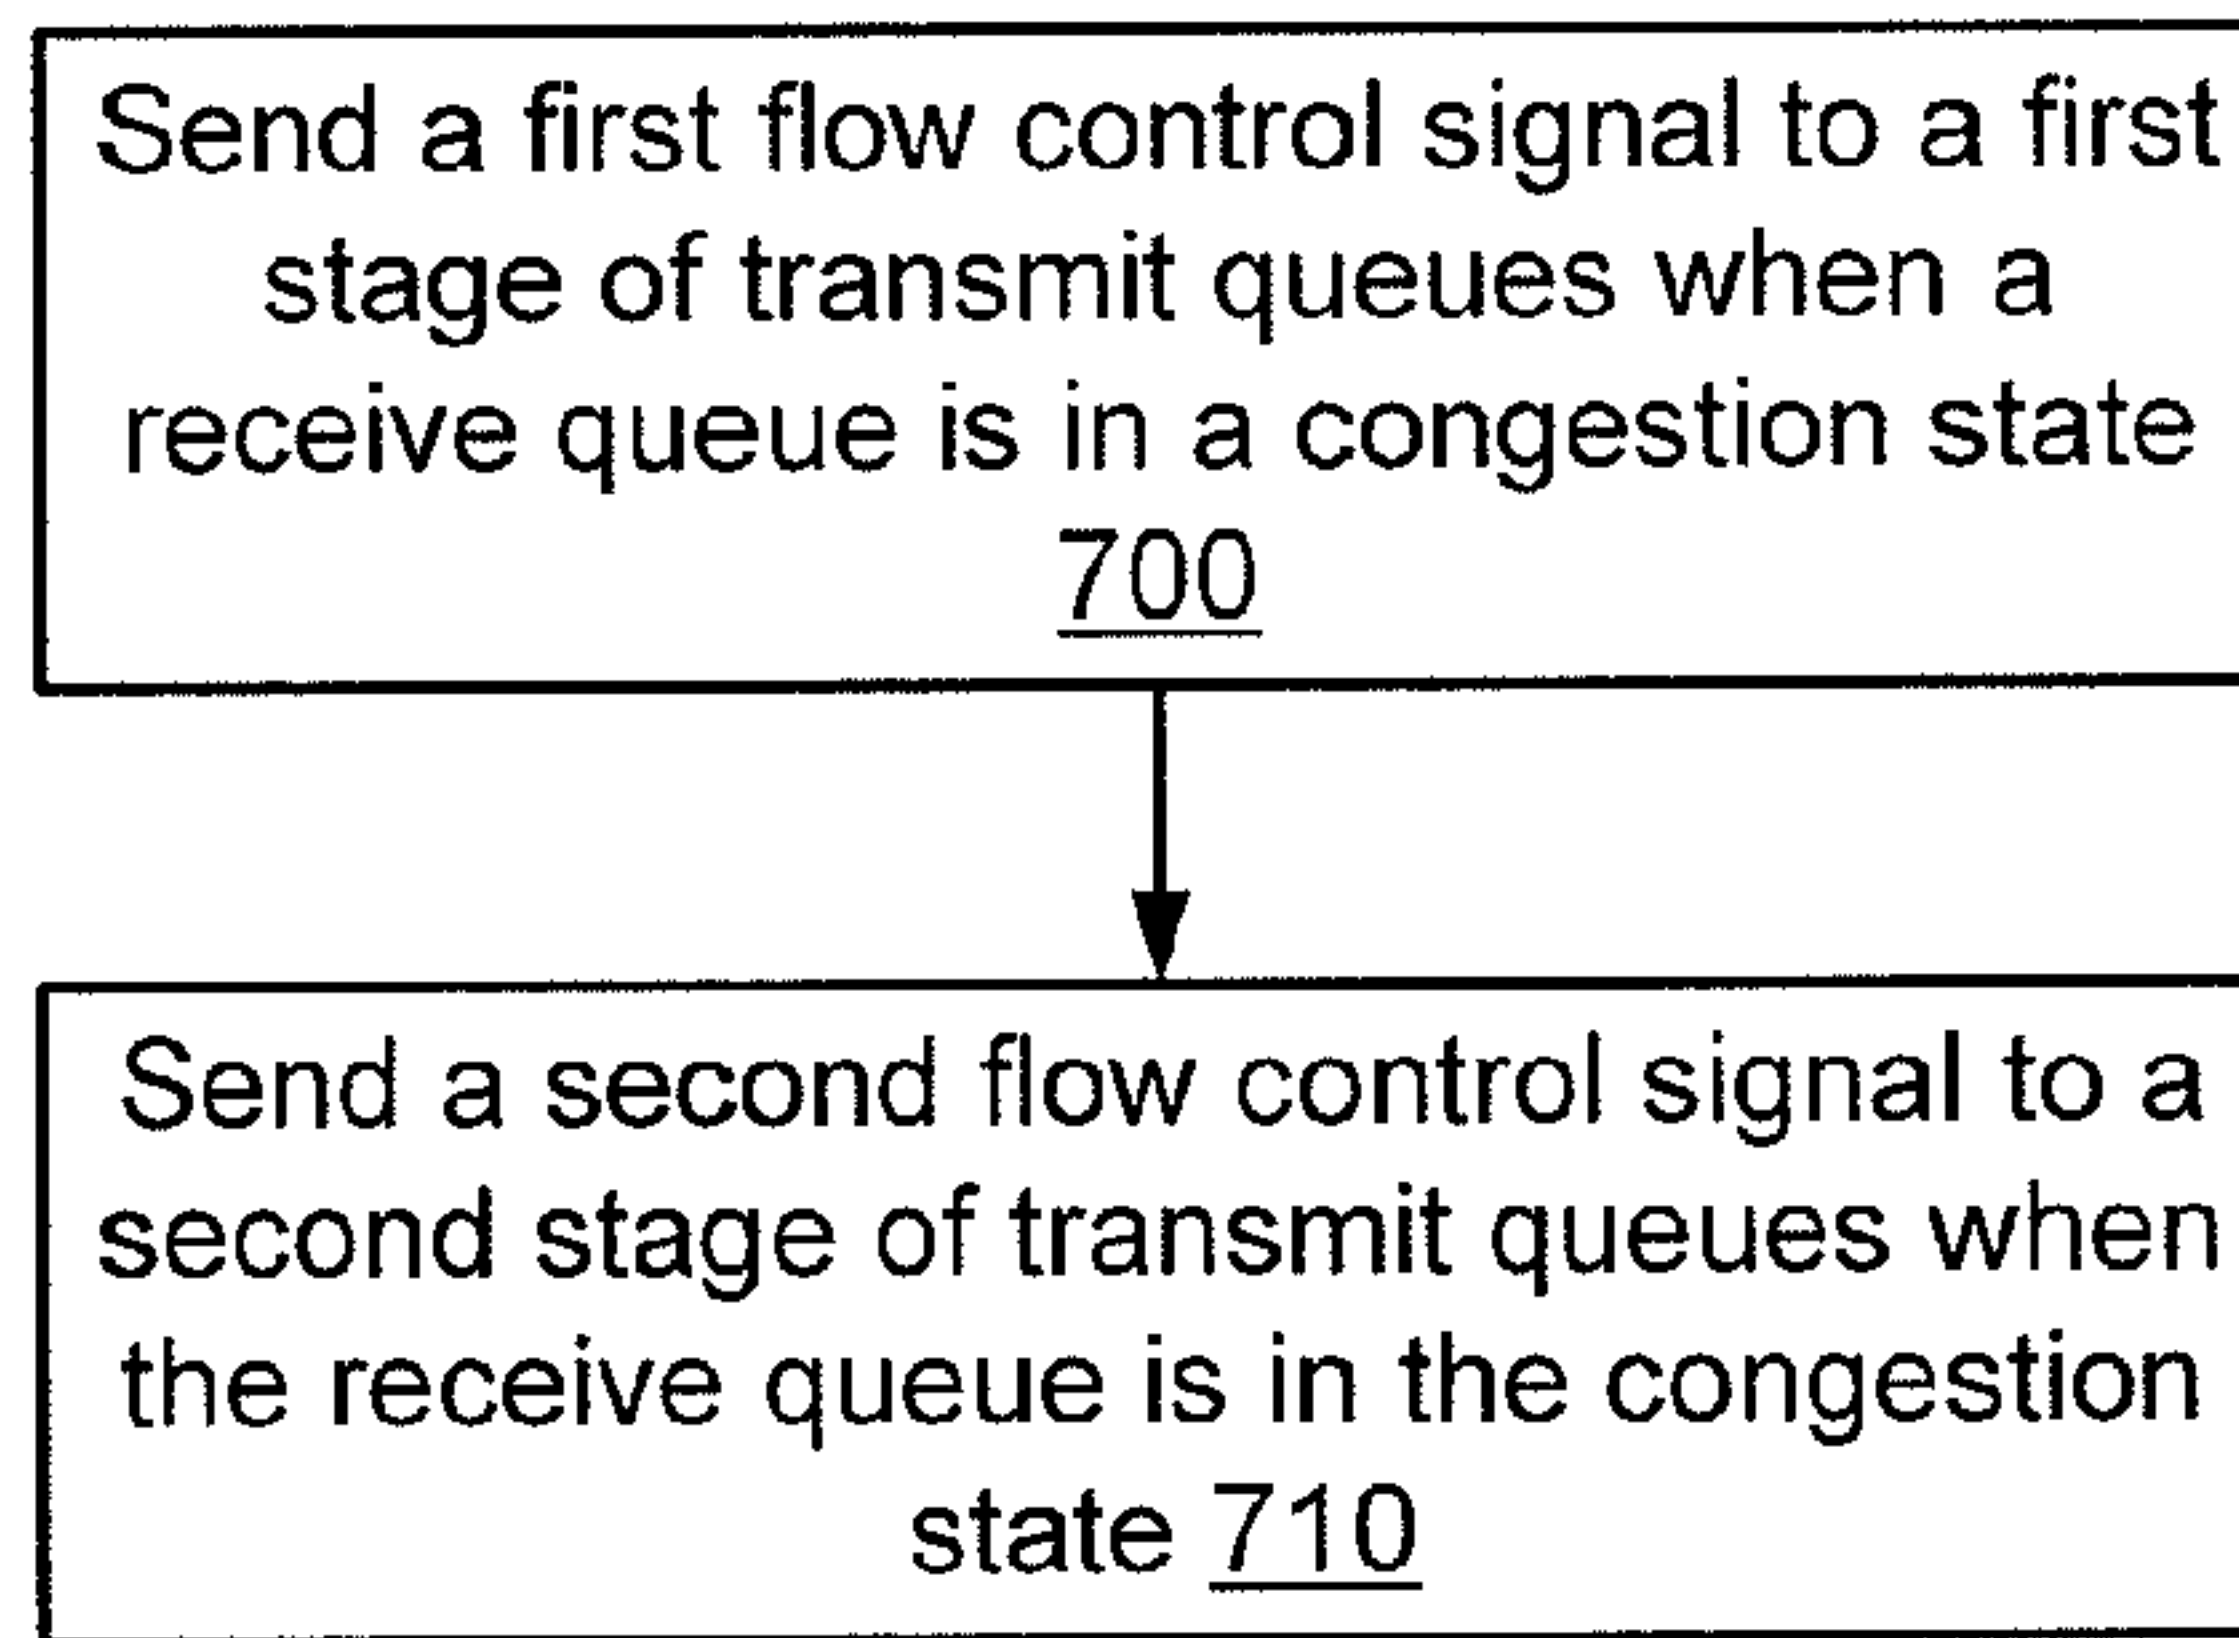 Send a first flow control signal to a first
stage of transmit queues when a
receive queue is in a congestion state
700
Send a second flow control signal to a
second stage of transmit queues when
the receive queue is in the congestion
state 710